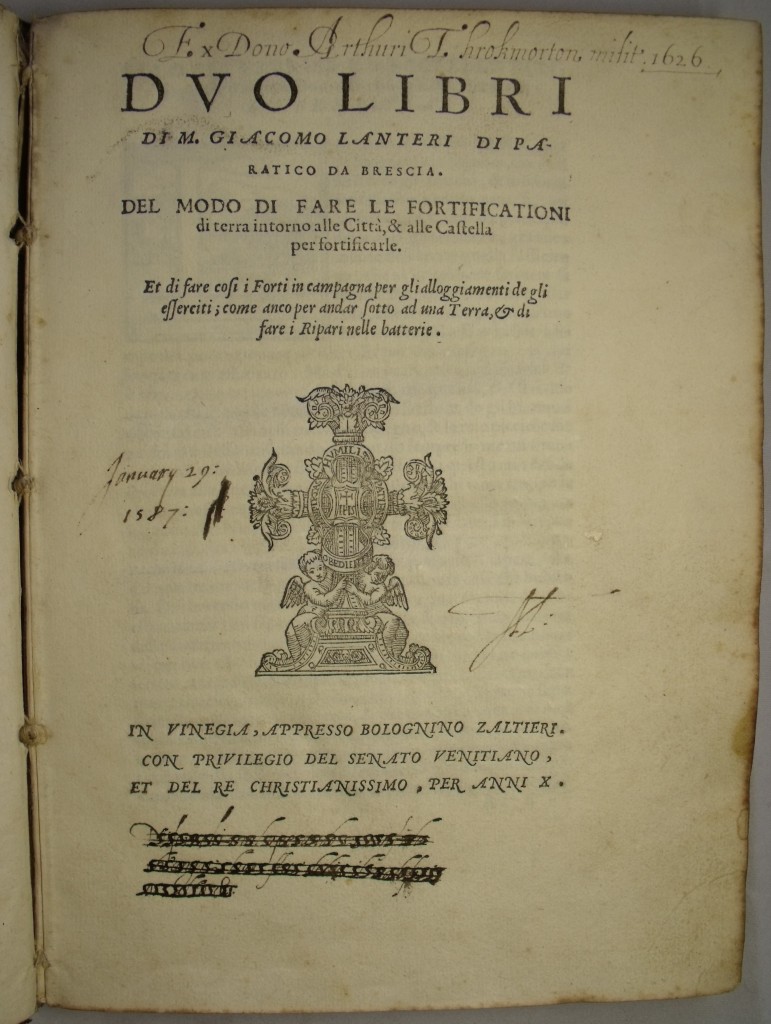 Ex Dono Arthuri Throkmorton, milit. 1626
DVO LIBRI
DI M. GIACOMO LANTERI DI PA-
RATICO DA BRESCIA.
DEL MODO DI FARE LE FORTIFICATIONI
di terra intorno alle Città, & alle Castella
per fortificarle.
Et di fare cosi i Forti in campagna per gli alloggiamenti de gli
esserciti; come anco per andar sotto ad una Terra, & di
fare i Ripari nelle batterie.
HVMILI
January 29:
1587:
OBEDII
IN VINEGIA, APPRESSO BOLOGNINO ZALTIERI.
CON PRIVILEGIO DEL SENATO VENITIANO,
ET DEL RE CHRISTIANISSIMO, PER ANNI X.